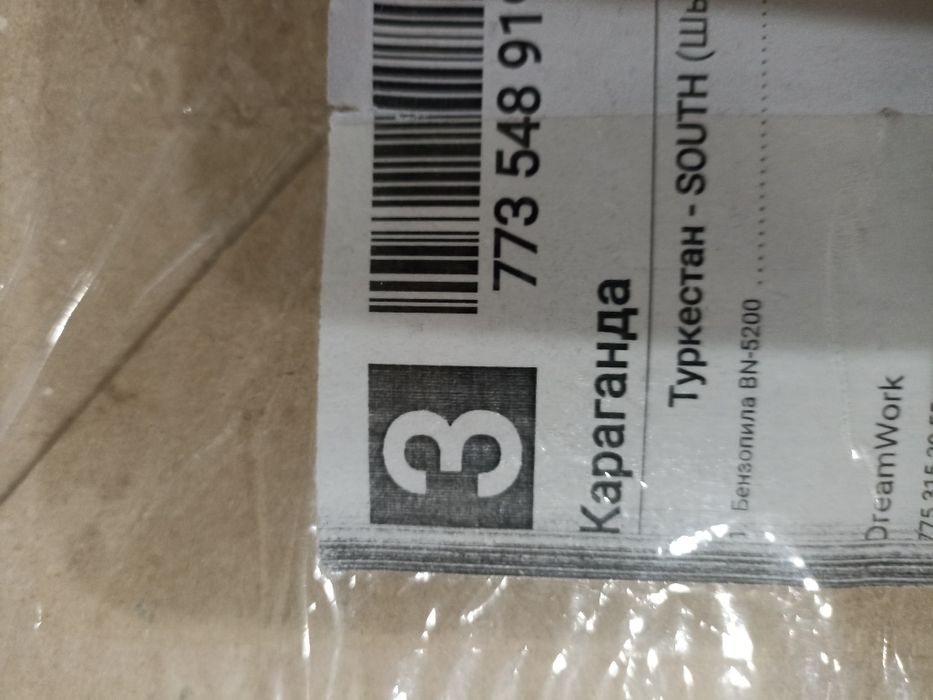 3
773 548 91
Караганда
Туркестан - SOUTH
Бензопила BN-5200
DreamWork